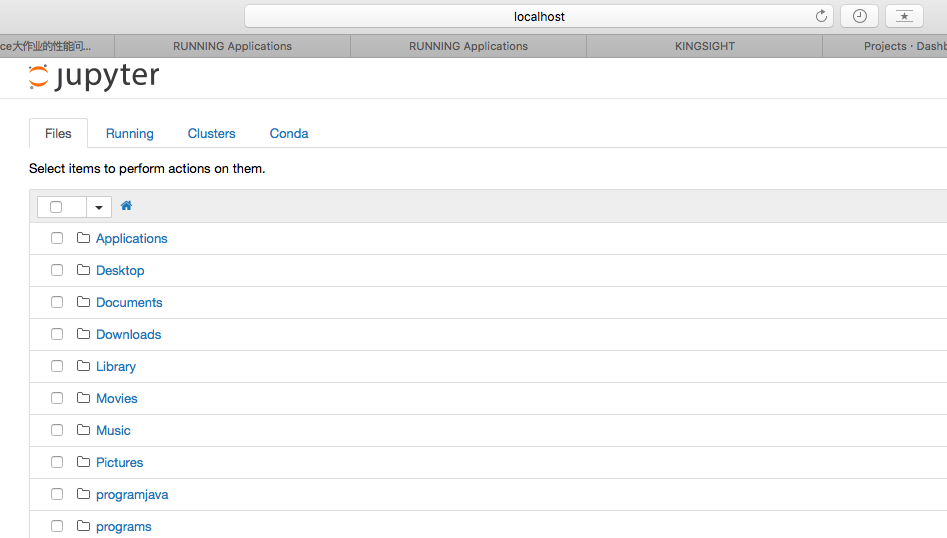 localhost
ce大作业的性能问... RUNNING Applications RUNNING Applications KINGSIGHT Projects · Dashb
jupyter
Files Running Clusters Conda
Select items to perform actions on them.
Applications
Desktop
Documents
Downloads
Library
Movies
Music
Pictures
programjava
programs